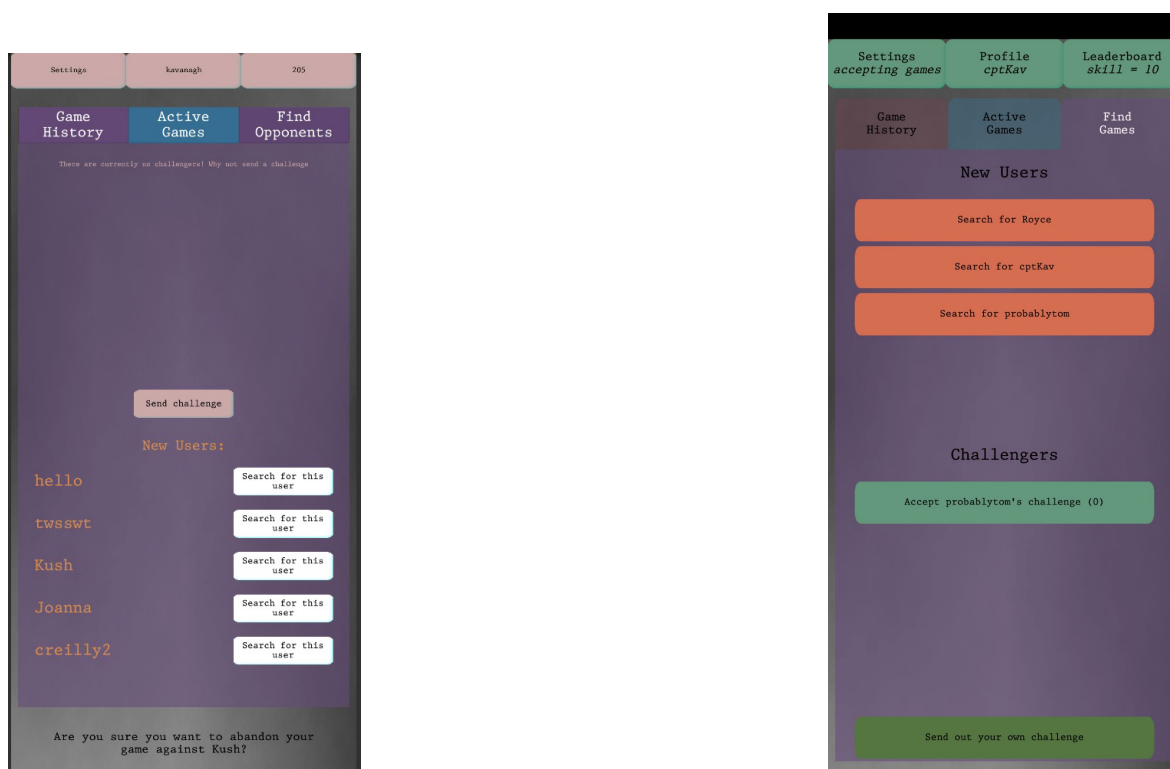 Settings kavanagh 205
Game History
Active Games
Find Opponents
There are currently no challengers! Why not send a challenge
Send challenge
New Users:
hello
Search for this
user
twsswt
Search for this
user
Kush
Search for this
user
Joanna
Search for this
user
creilly2
Search for this
user
Are you sure you want to abandon your
game against Kush?
Settings
accepting games
Profile
cptKav
Leaderboard
skill = 10
Game
History
Active
Games
Find
Games
New Users
Search for Royce
Search for cptKav
Search for probablytom
Challengers
Accept probablytom's challenge (0)
Send out your own challenge